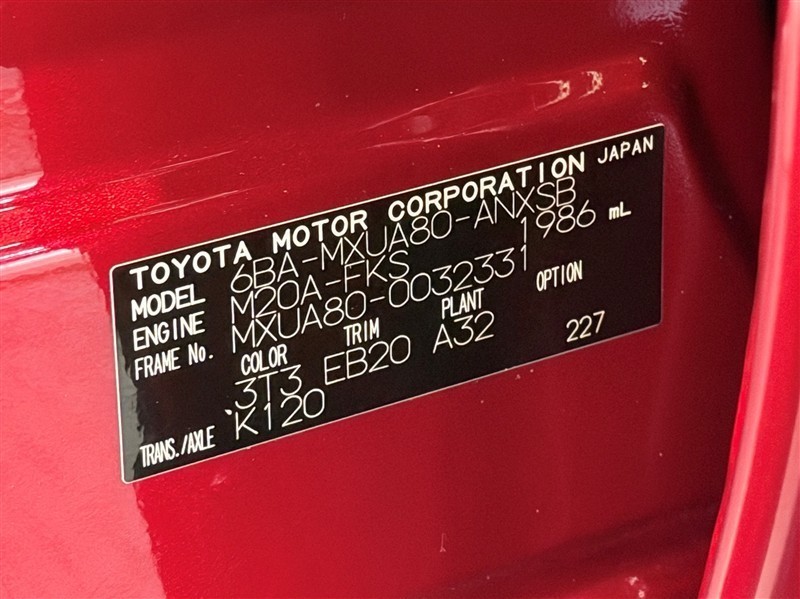 TOYOTA MOTOR CORPORATION JAPAN
MODEL 6BA-MXUA80-ANXSB
ENGINE M20A-FKS 1986 mL
FRAME No. MXUA80-0032331
COLOR TRIM PLANT OPTION
3T3 EB20 A32 227
TRANS./AXLE K120